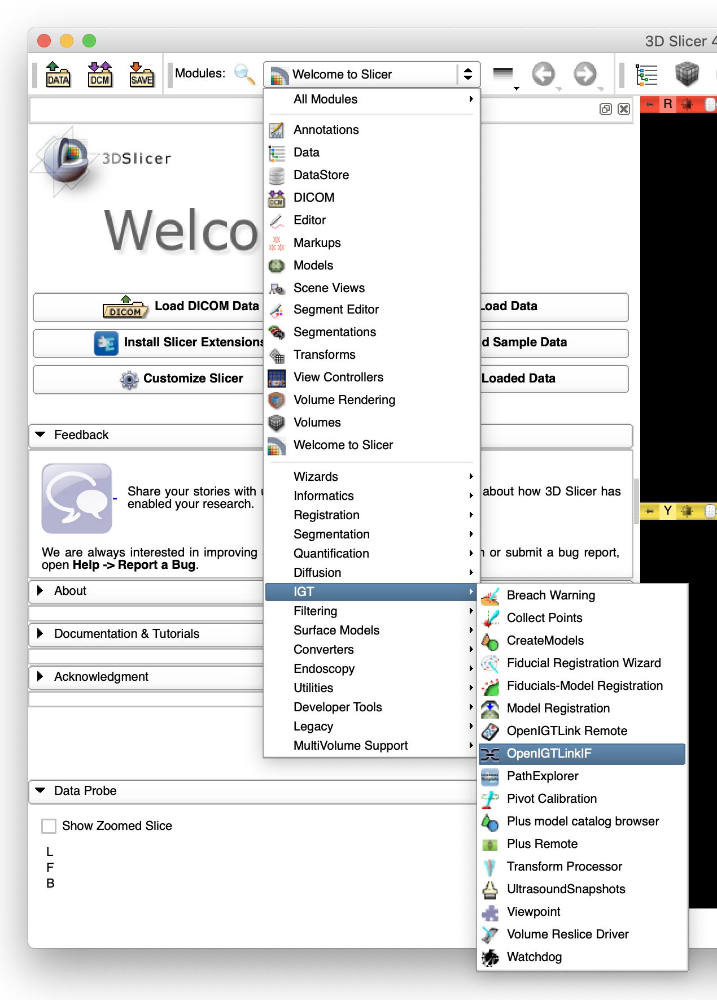 3D Slicer 4
DATA
DCM
SAVE
Modules:
Welcome to Slicer
All Modules
R
3DSlicer
Welco
Annotations
Data
DataStore
DICOM
DCM
Editor
Markups
Models
Scene Views
Segment Editor
Segmentations
Transforms
View Controllers
Volume Rendering
Volumes
Welcome to Slicer
DICOM
Load DICOM Data
Load Data
Install Slicer Extensions
d Sample Data
Customize Slicer
Loaded Data
Feedback
Share your stories with u
about how 3D Slicer has
enabled your research.
Y
We are always interested in improving
n or submit a bug report,
open Help -> Report a Bug.
About
Documentation & Tutorials
Acknowledgment
Wizards
Informatics
Registration
Segmentation
Quantification
Diffusion
IGT
Filtering
Surface Models
Converters
Endoscopy
Utilities
Developer Tools
Legacy
MultiVolume Support
Breach Warning
Collect Points
CreateModels
Fiducial Registration Wizard
Fiducials-Model Registration
Model Registration
OpenIGTLink Remote
OpenIGTLinkIF
PathExplorer
Pivot Calibration
Plus model catalog browser
Plus Remote
Transform Processor
UltrasoundSnapshots
Viewpoint
Volume Reslice Driver
Watchdog
Data Probe
Show Zoomed Slice
L
F
B